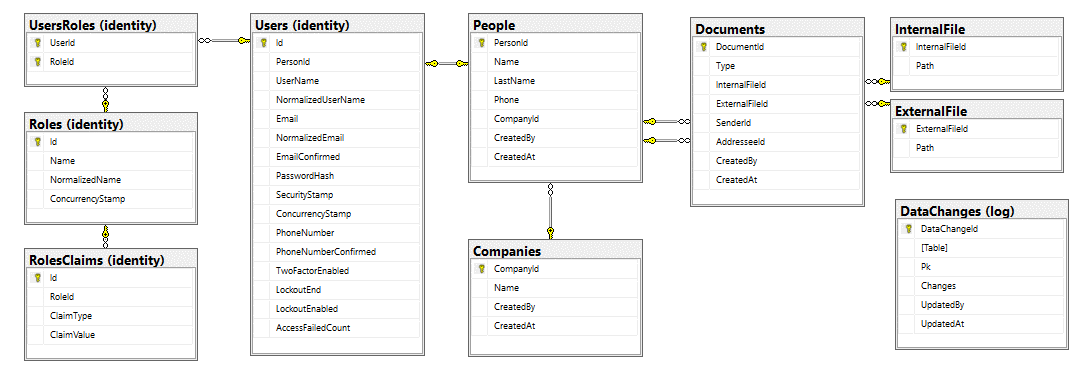 UsersRoles (identity)
UserId
RoleId
Roles (identity)
Id
Name
NormalizedName
ConcurrencyStamp
RolesClaims (identity)
Id
RoleId
ClaimType
ClaimValue
Users (identity)
Id
PersonId
UserName
NormalizedUserName
Email
NormalizedEmail
EmailConfirmed
PasswordHash
SecurityStamp
ConcurrencyStamp
PhoneNumber
PhoneNumberConfirmed
TwoFactorEnabled
LockoutEnd
LockoutEnabled
AccessFailedCount
People
PersonId
Name
LastName
Phone
CompanyId
CreatedBy
CreatedAt
Companies
CompanyId
Name
CreatedBy
CreatedAt
Documents
DocumentId
Type
InternalFileId
ExternalFileId
SenderId
AddresseeId
CreatedBy
CreatedAt
InternalFile
InternalFileId
Path
ExternalFile
ExternalFileId
Path
DataChanges (log)
DataChangeId
[Table]
Pk
Changes
UpdatedBy
UpdatedAt